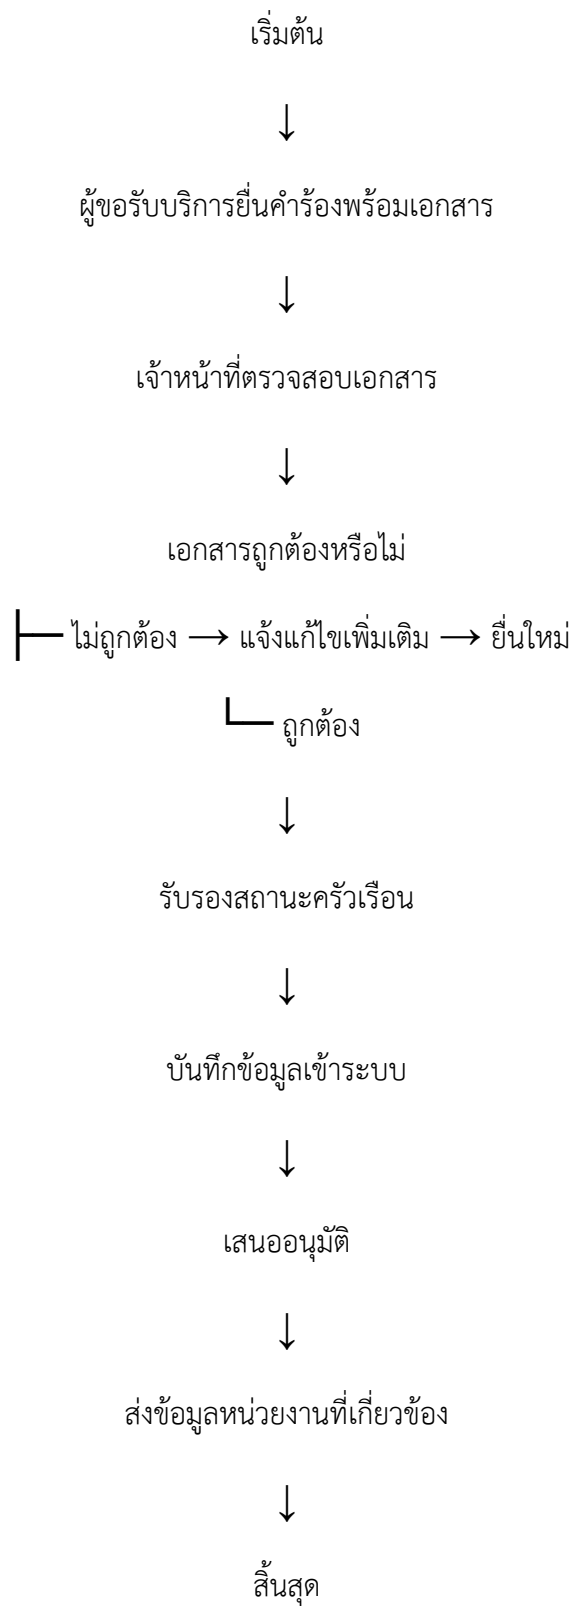 เริ่มต้น
↓
ผู้ขอรับบริการยื่นคำร้องพร้อมเอกสาร
↓
เจ้าหน้าที่ตรวจสอบเอกสาร
↓
เอกสารถูกต้องหรือไม่
├── ไม่ถูกต้อง → แจ้งแก้ไขเพิ่มเติม → ยื่นใหม่
└── ถูกต้อง
↓
รับรองสถานะครัวเรือน
↓
บันทึกข้อมูลเข้าระบบ
↓
เสนออนุมัติ
↓
ส่งข้อมูลหน่วยงานที่เกี่ยวข้อง
↓
สิ้นสุด